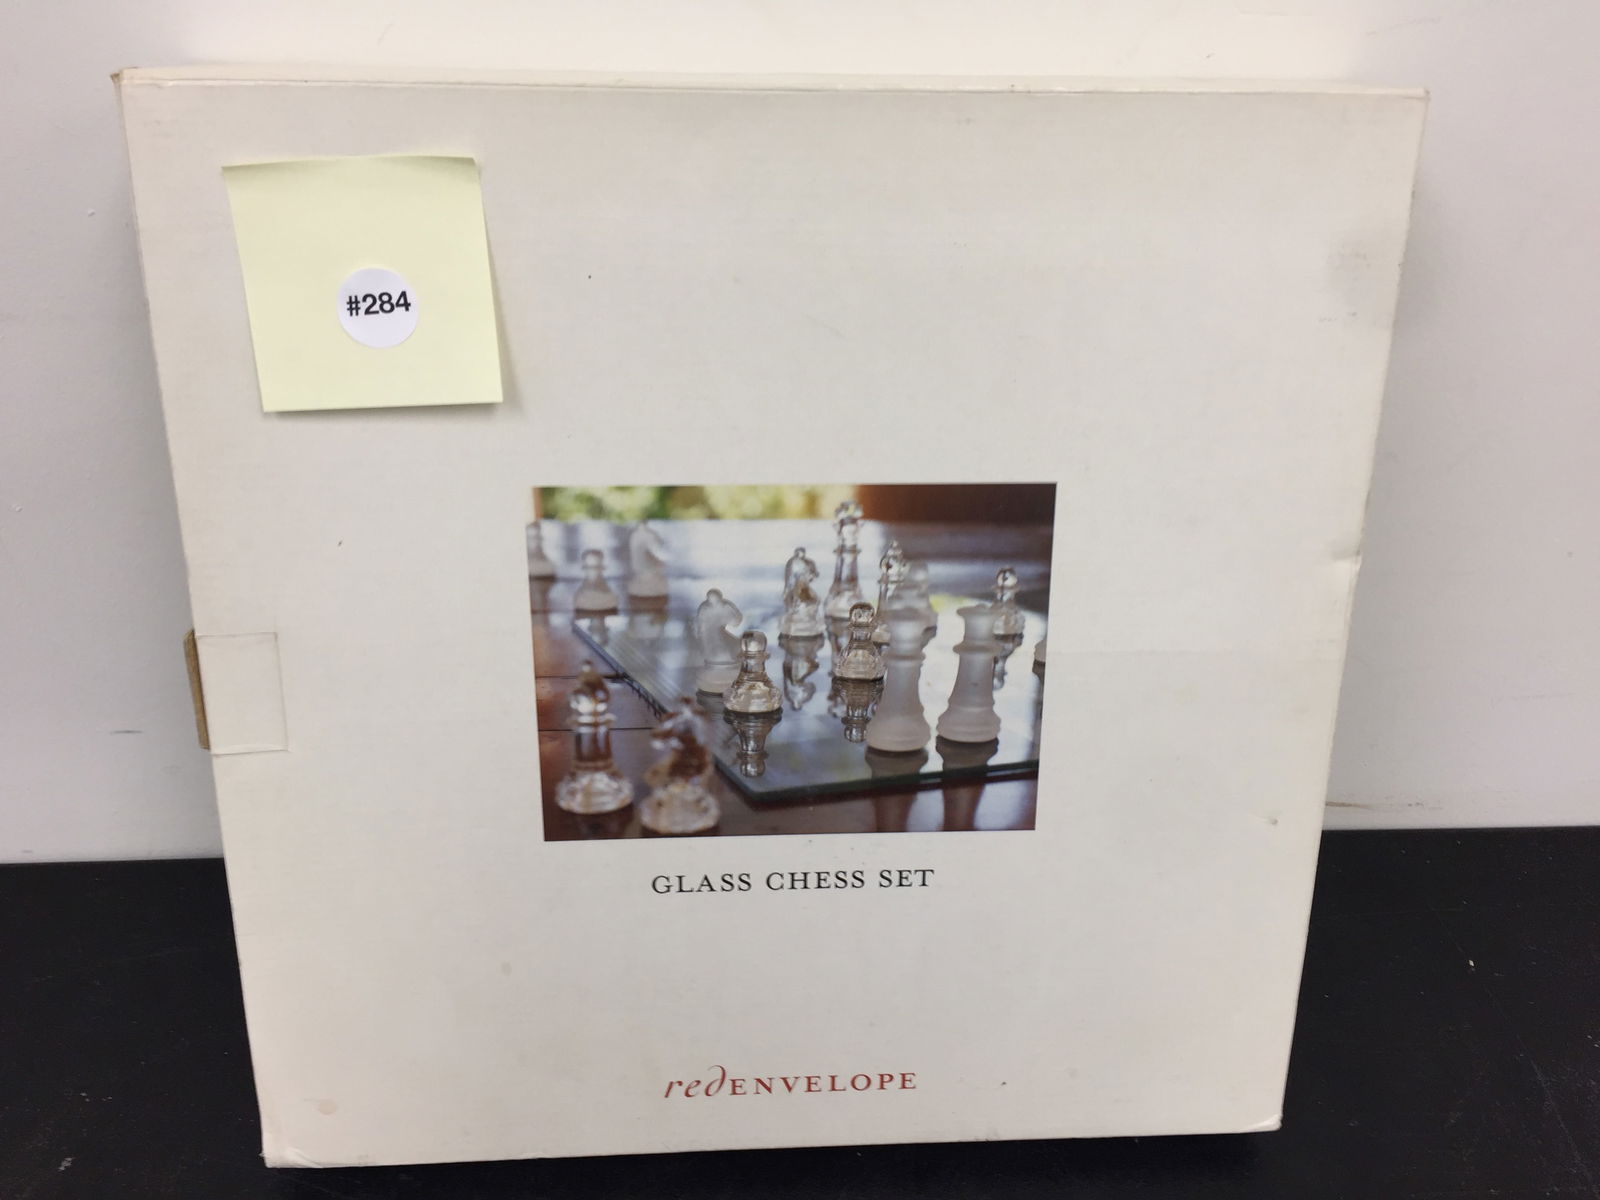 #284
GLASS CHESS SET
redENVELOPE